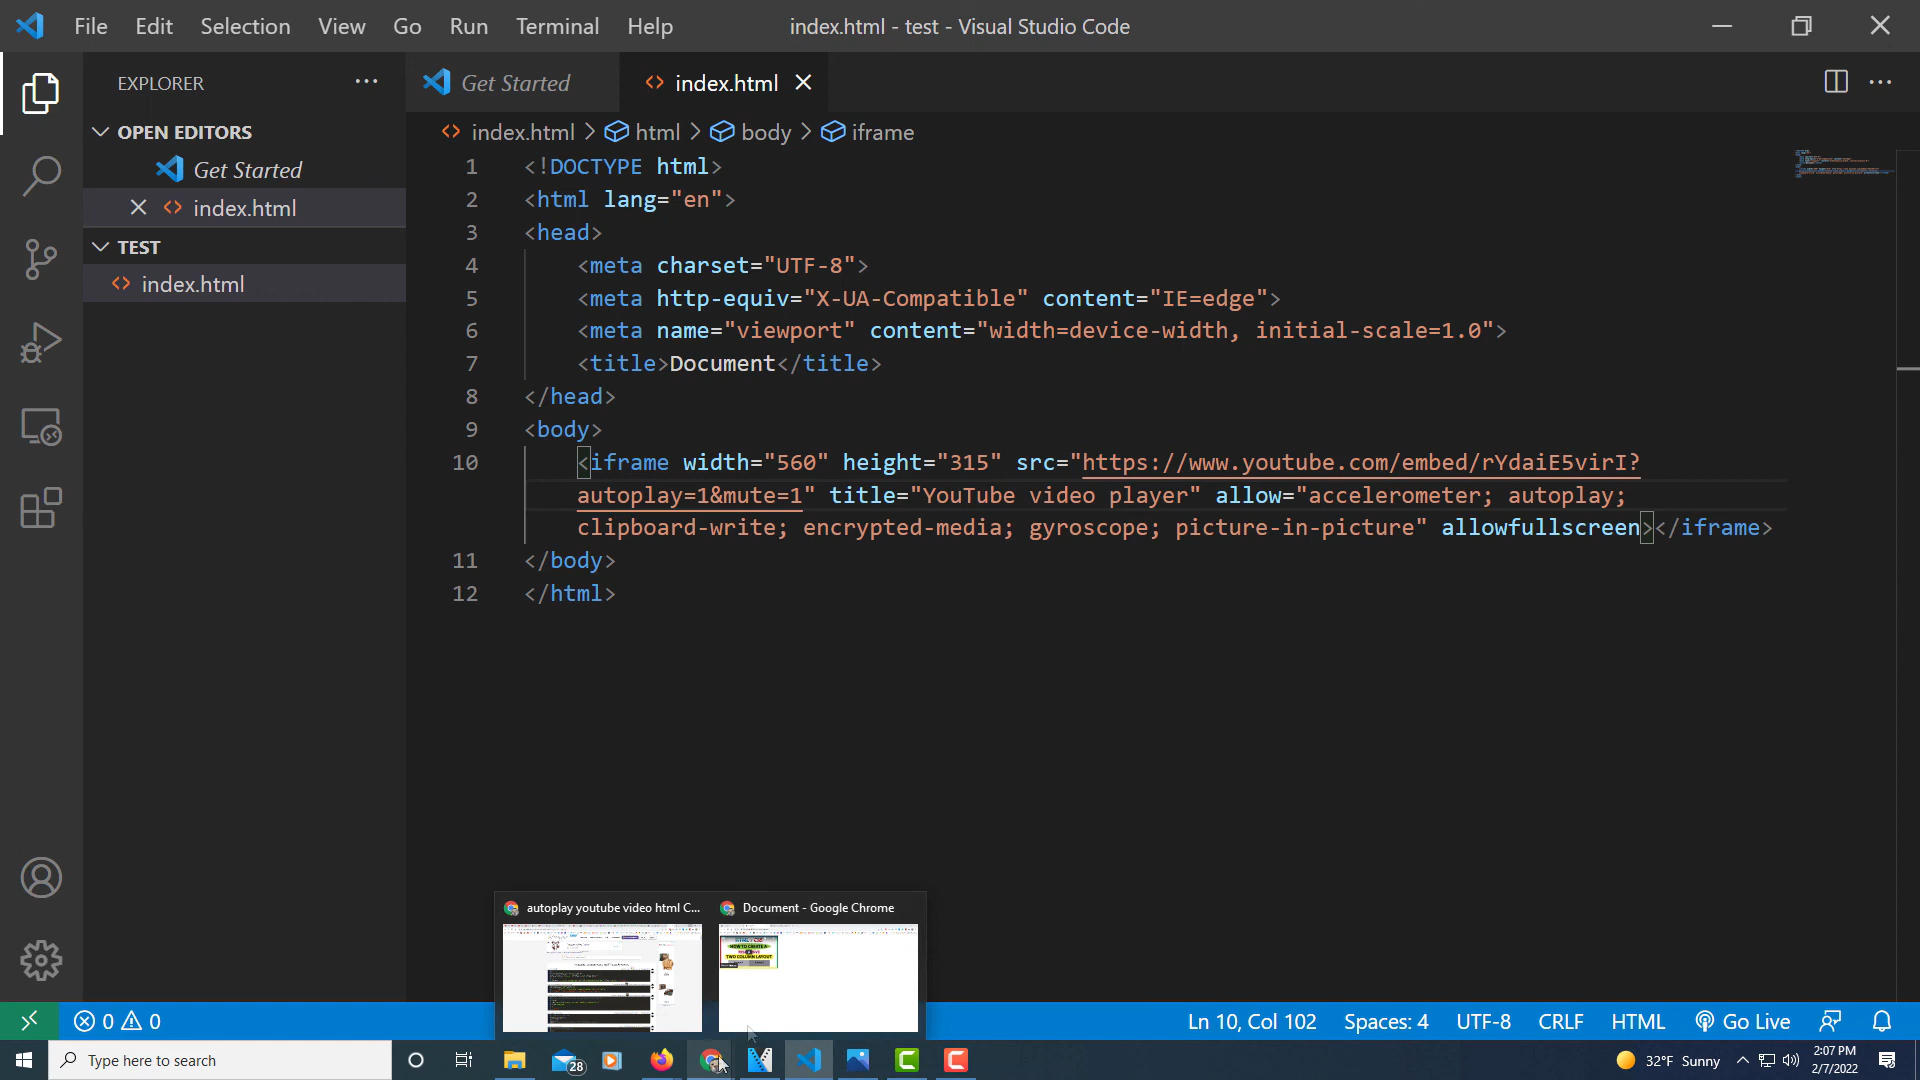 File Edit Selection View Go Run Terminal Help
index.html - test - Visual Studio Code
EXPLORER
OPEN EDITORS
Get Started
index.html
TEST
index.html
Get Started
index.html
index.html > html > body > iframe
1 <!DOCTYPE html>
2 <html lang="en">
3 <head>
4 <meta charset="UTF-8">
5 <meta http-equiv="X-UA-Compatible" content="IE=edge">
6 <meta name="viewport" content="width=device-width, initial-scale=1.0">
7 <title>Document</title>
8 </head>
9 <body>
10 <iframe width="560" height="315" src="https://www.youtube.com/embed/rYdaiE5virI?
autoplay=1&mute=1" title="YouTube video player" allow="accelerometer; autoplay;
clipboard-write; encrypted-media; gyroscope; picture-in-picture" allowfullscreen></iframe>
11 </body>
12 </html>
autoplay youtube video html C...
Document - Google Chrome
HOW TO CREATE A
TWO COLUMN LAYOUT
0 0
Ln 10, Col 102 Spaces: 4 UTF-8 CRLF HTML Go Live
Type here to search
28
32°F Sunny
2:07 PM
2/7/2022